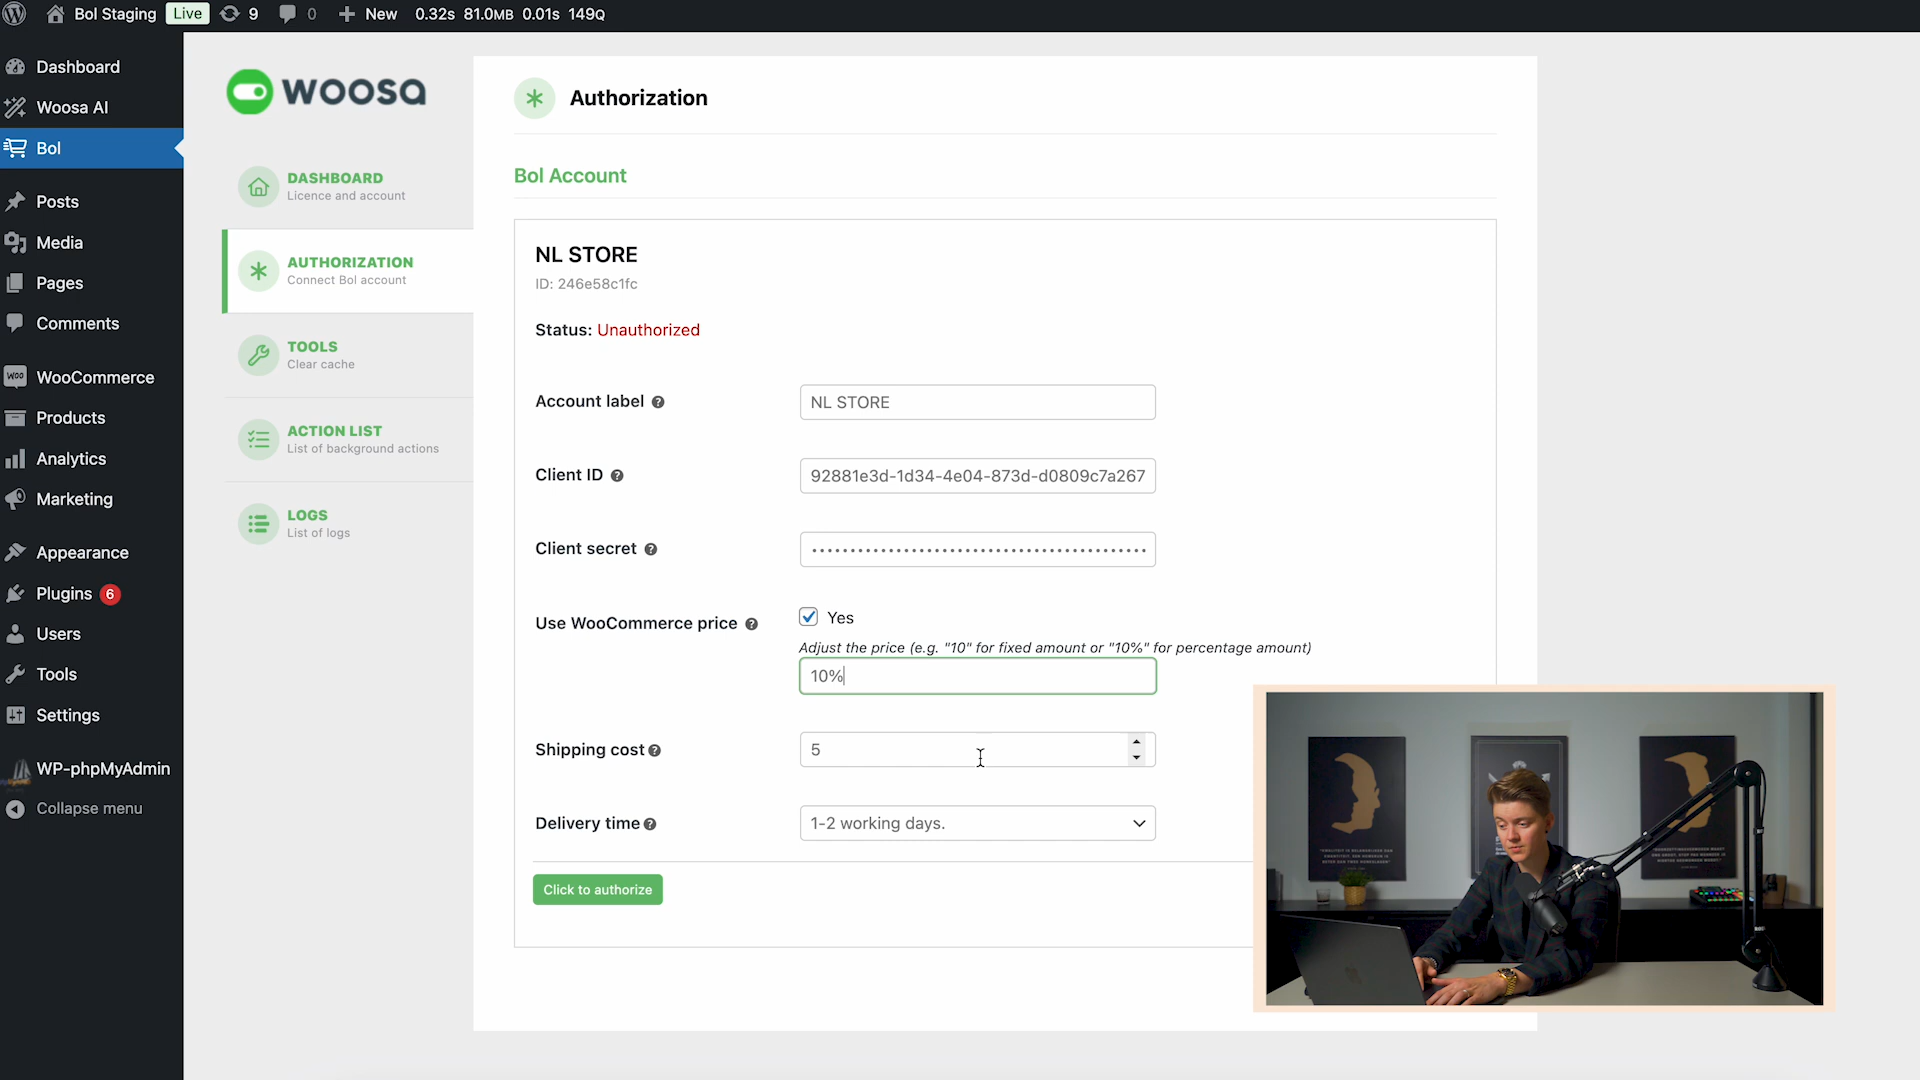 Bol Staging Live 9 0 New 0.32s 81.0MB 0.01s 149Q
Dashboard
Woosa AI
Bol
Posts
Media
Pages
Comments
WOO WooCommerce
Products
Analytics
Marketing
Appearance
Plugins 6
Users
Tools
Settings
WP-phpMyAdmin
Collapse menu
woosa
DASHBOARD
Licence and account
AUTHORIZATION
Connect Bol account
TOOLS
Clear cache
ACTION LIST
List of background actions
LOGS
List of logs
Authorization
Bol Account
NL STORE
ID: 246e58c1fc
Status: Unauthorized
Account label ?
NL STORE
Client ID ?
92881e3d-1d34-4e04-873d-d0809c7a267
Client secret ?
Use WooCommerce price ?
Yes
Adjust the price (e.g. "10" for fixed amount or "10%" for percentage amount)
10%
Shipping cost ?
5
Delivery time ?
1-2 working days.
Click to authorize